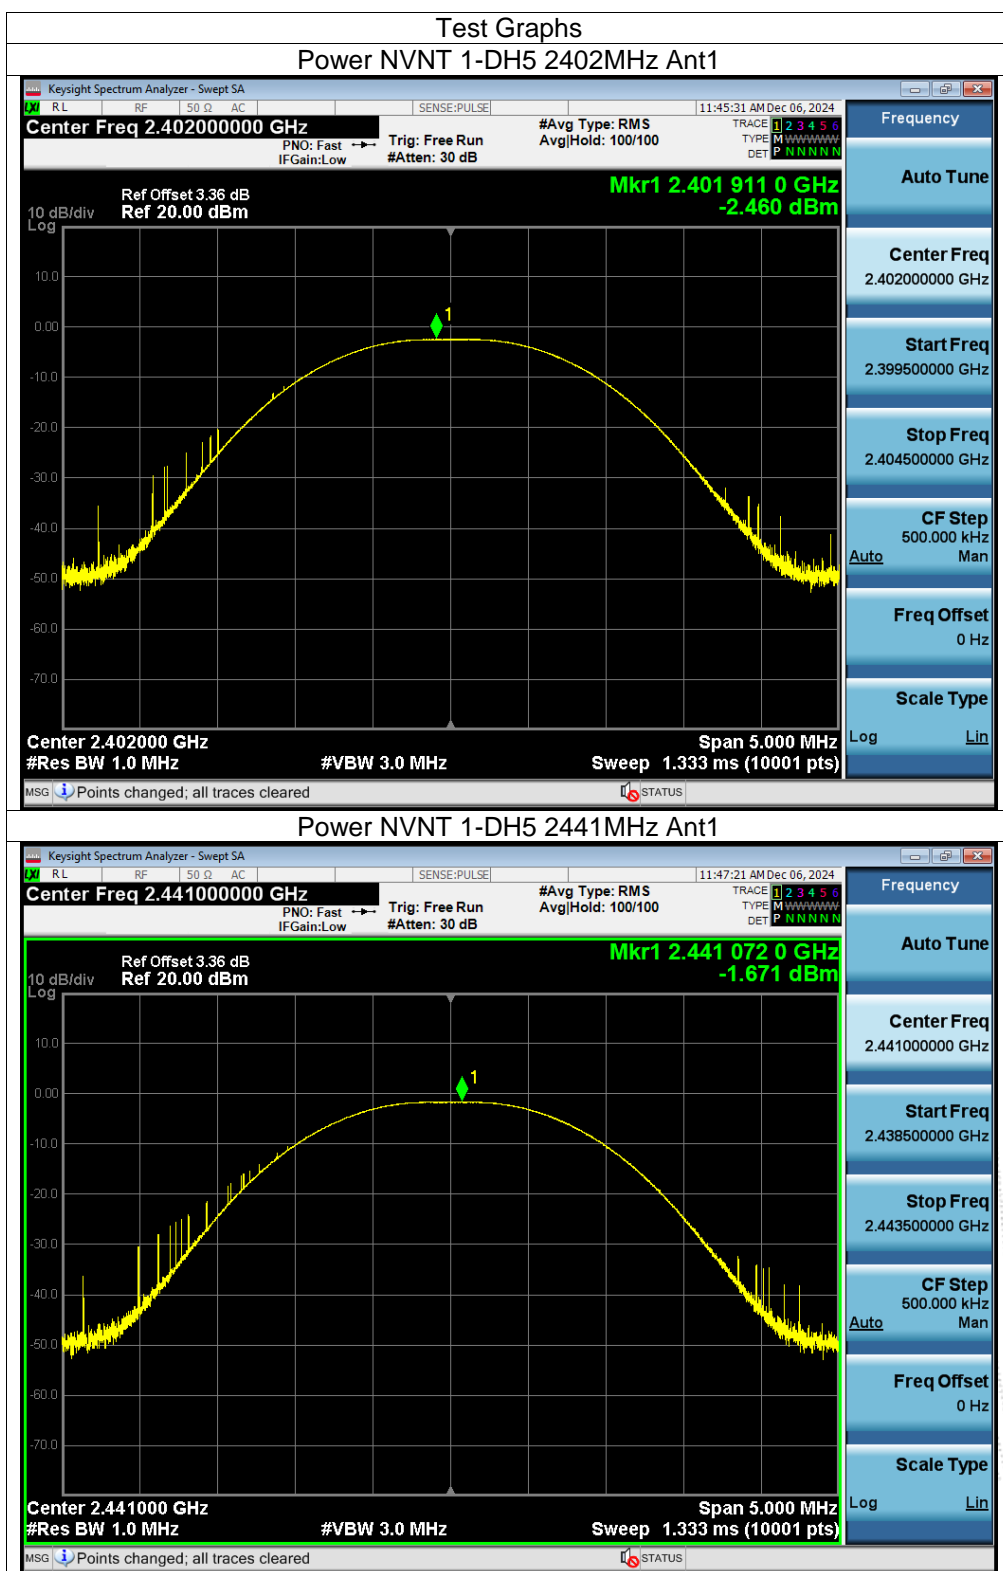 Test Graphs
Power NVNT 1-DH5 2402MHz Ant1
Keysight Spectrum Analyzer - Swept SA
LXI RL RF 50 Ω AC SENSE:PULSE 11:45:31 AM Dec 06, 2024
Center Freq 2.402000000 GHz
PNO: Fast
IFGain:Low
Trig: Free Run
#Atten: 30 dB
#Avg Type: RMS
Avg|Hold: 100/100
TRACE 1 2 3 4 5 6
TYPE M WWWWW
DET P N N N N N
Frequency
Auto Tune
Center Freq
2.402000000 GHz
Start Freq
2.399500000 GHz
Stop Freq
2.404500000 GHz
CF Step
500.000 kHz
Auto Man
Freq Offset
0 Hz
Scale Type
Log Lin
Ref Offset 3.36 dB
10 dB/div Ref 20.00 dBm
Log
Mkr1 2.401 911 0 GHz
-2.460 dBm
1
10.0
0.00
-10.0
-20.0
-30.0
-40.0
-50.0
-60.0
-70.0
Center 2.402000 GHz Span 5.000 MHz
#Res BW 1.0 MHz #VBW 3.0 MHz Sweep 1.333 ms (10001 pts)
MSG Points changed; all traces cleared STATUS
Power NVNT 1-DH5 2441MHz Ant1
Keysight Spectrum Analyzer - Swept SA
LXI RL RF 50 Ω AC SENSE:PULSE 11:47:21 AM Dec 06, 2024
Center Freq 2.441000000 GHz
PNO: Fast
IFGain:Low
Trig: Free Run
#Atten: 30 dB
#Avg Type: RMS
Avg|Hold: 100/100
TRACE 1 2 3 4 5 6
TYPE M WWWWW
DET P N N N N N
Frequency
Auto Tune
Center Freq
2.441000000 GHz
Start Freq
2.438500000 GHz
Stop Freq
2.443500000 GHz
CF Step
500.000 kHz
Auto Man
Freq Offset
0 Hz
Scale Type
Log Lin
Ref Offset 3.36 dB
10 dB/div Ref 20.00 dBm
Log
Mkr1 2.441 072 0 GHz
-1.671 dBm
1
10.0
0.00
-10.0
-20.0
-30.0
-40.0
-50.0
-60.0
-70.0
Center 2.441000 GHz Span 5.000 MHz
#Res BW 1.0 MHz #VBW 3.0 MHz Sweep 1.333 ms (10001 pts)
MSG Points changed; all traces cleared STATUS